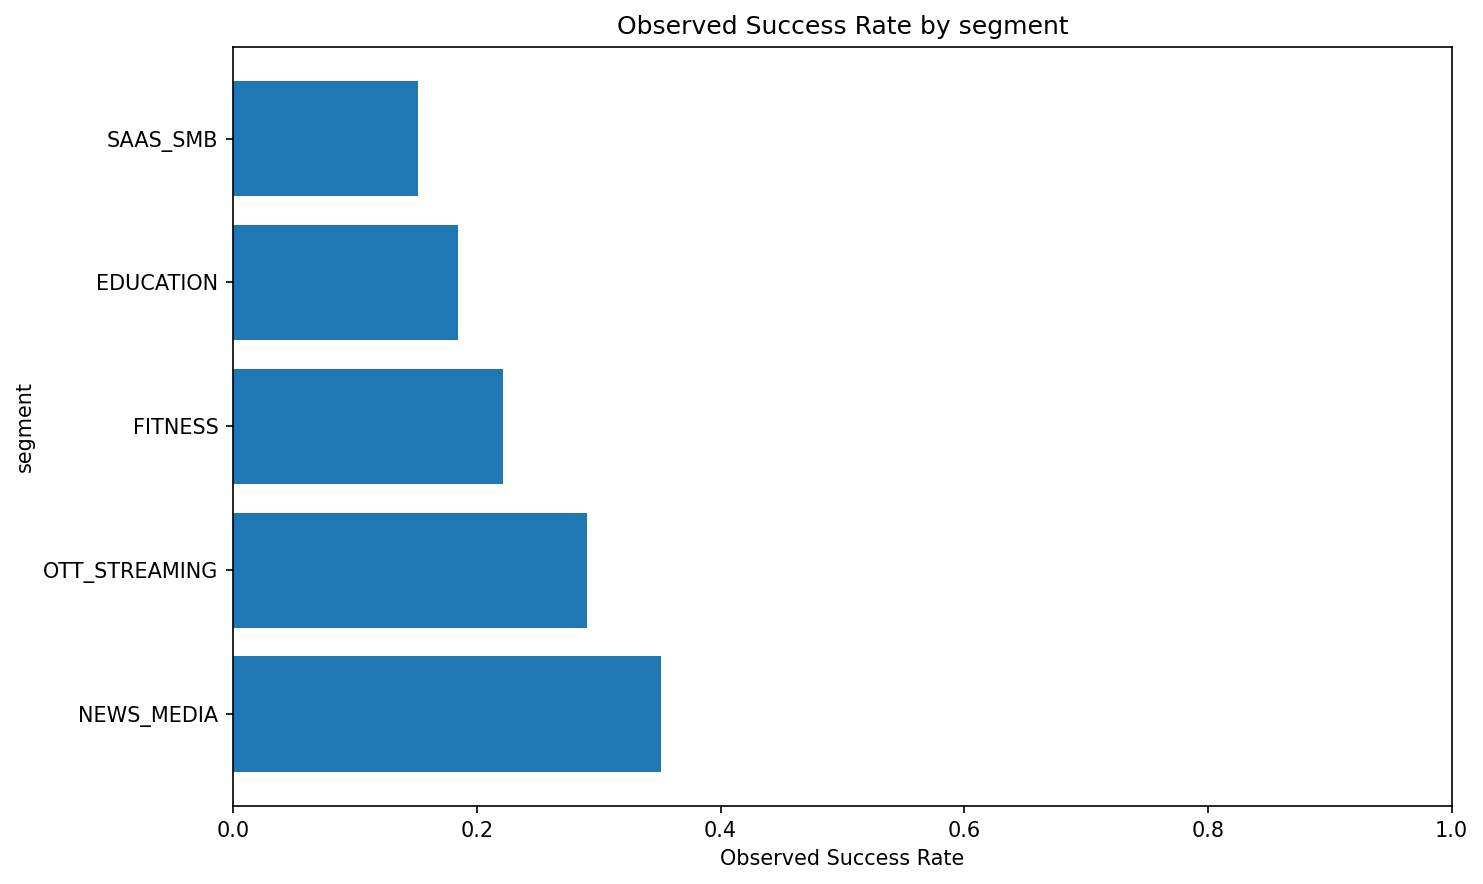 Observed Success Rate by segment
segment
SAAS_SMB
EDUCATION
FITNESS
OTT_STREAMING
NEWS_MEDIA
0.0 0.2 0.4 0.6 0.8 1.0
Observed Success Rate